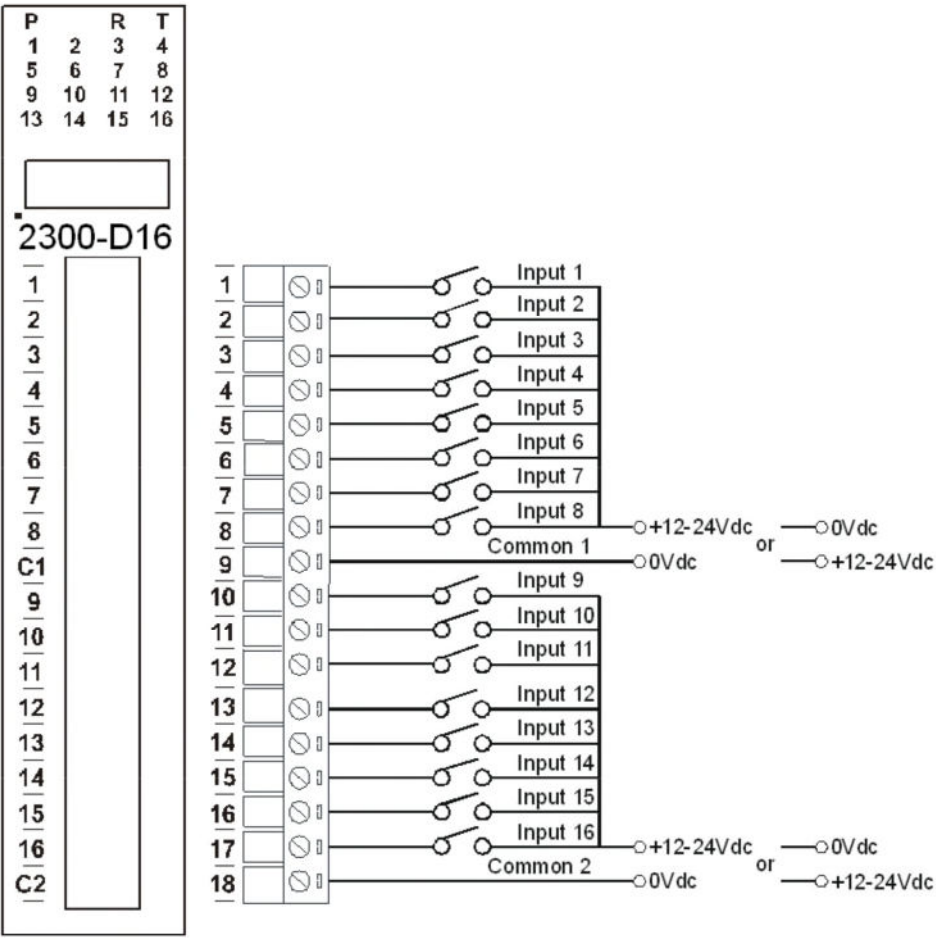 P R T
1 2 3 4
5 6 7 8
9 10 11 12
13 14 15 16
2300-D16
1
2
3
4
5
6
7
8
C1
9
10
11
12
13
14
15
16
C2
1 Input 1
2 Input 2
3 Input 3
4 Input 4
5 Input 5
6 Input 6
7 Input 7
8 Input 8 +12-24Vdc or 0Vdc
9 Common 1 0Vdc +12-24Vdc
10 Input 9
11 Input 10
12 Input 11
13 Input 12
14 Input 13
15 Input 14
16 Input 15
17 Input 16 +12-24Vdc or 0Vdc
18 Common 2 0Vdc +12-24Vdc